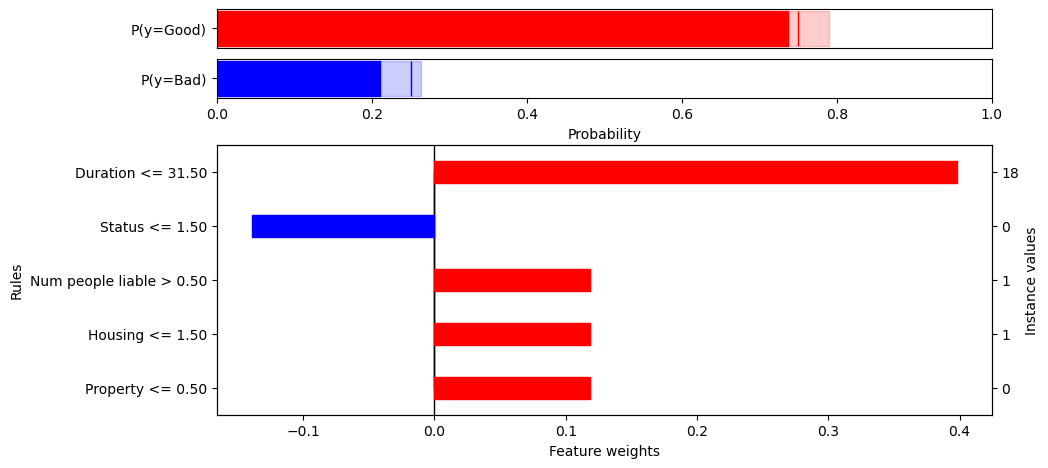 P(y=Good)
P(y=Bad)
0.0 0.2 0.4 0.6 0.8 1.0
Probability
Duration <= 31.50 18
Status <= 1.50 0
Num people liable > 0.50 1
Housing <= 1.50 1
Property <= 0.50 0
Rules
Instance values
−0.1 0.0 0.1 0.2 0.3 0.4
Feature weights